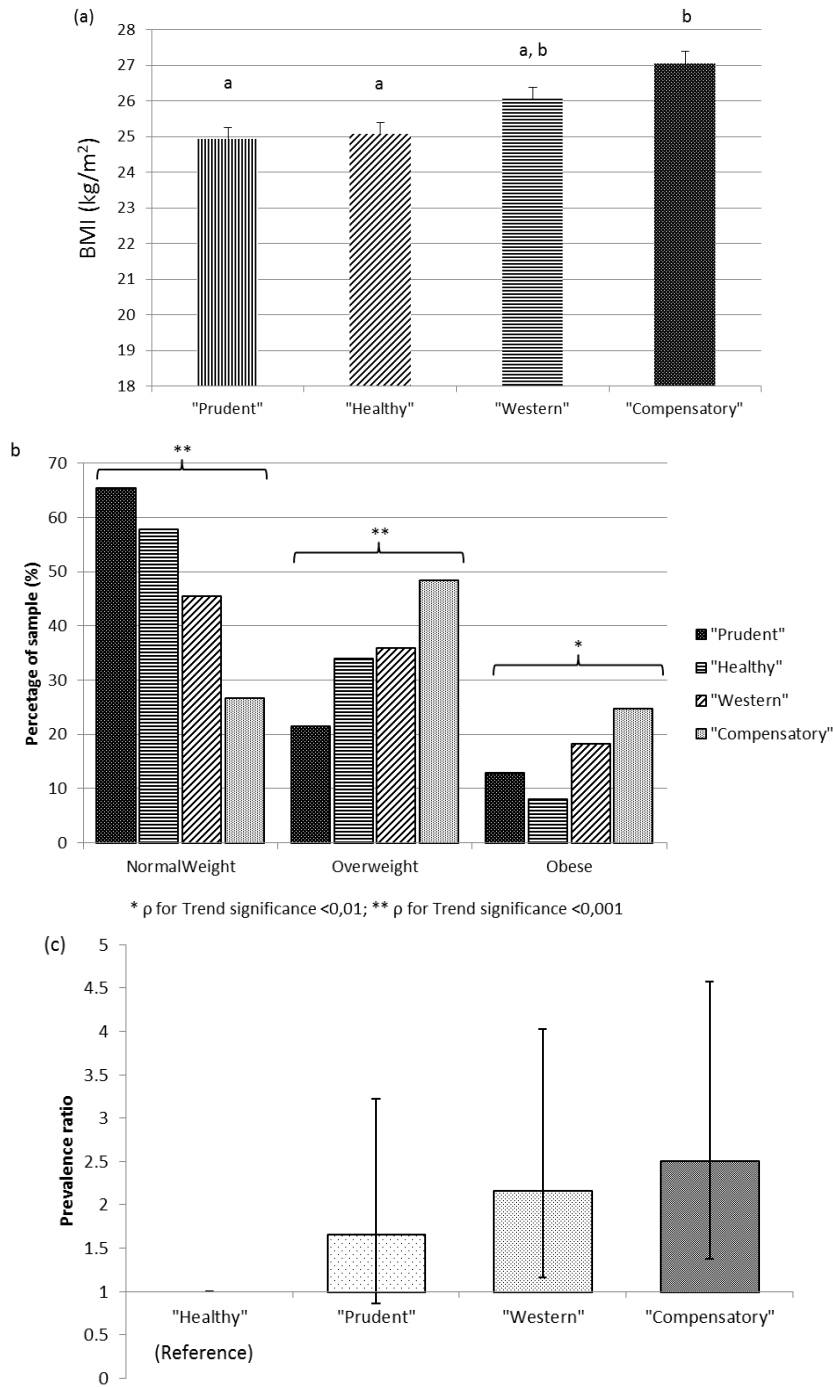 (a)
28
27
26
25
24
23
22
21
20
19
18
BMI (kg/m²)
a
a
a, b
b
"Prudent"
"Healthy"
"Western"
"Compensatory"
b
70
60
50
40
30
20
10
0
Percetage of sample (%)
**
**
*
NormalWeight
Overweight
Obese
"Prudent"
"Healthy"
"Western"
"Compensatory"
* ρ for Trend significance <0,01; ** ρ for Trend significance <0,001
(c)
5
4.5
4
3.5
3
2.5
2
1.5
1
0.5
0
Prevalence ratio
"Healthy"
"Prudent"
"Western"
"Compensatory"
(Reference)